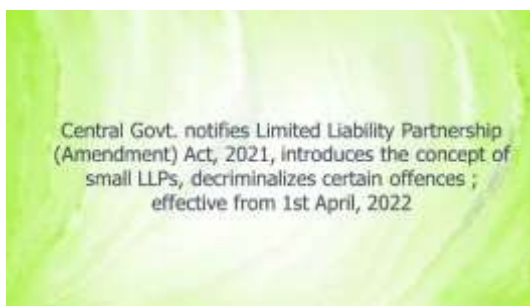 Central Govt. notifies Limited Liability Partnership
(Amendment) Act, 2021, introduces the concept of
small LLPs, decriminalizes certain offences ;
effective from 1st April, 2022